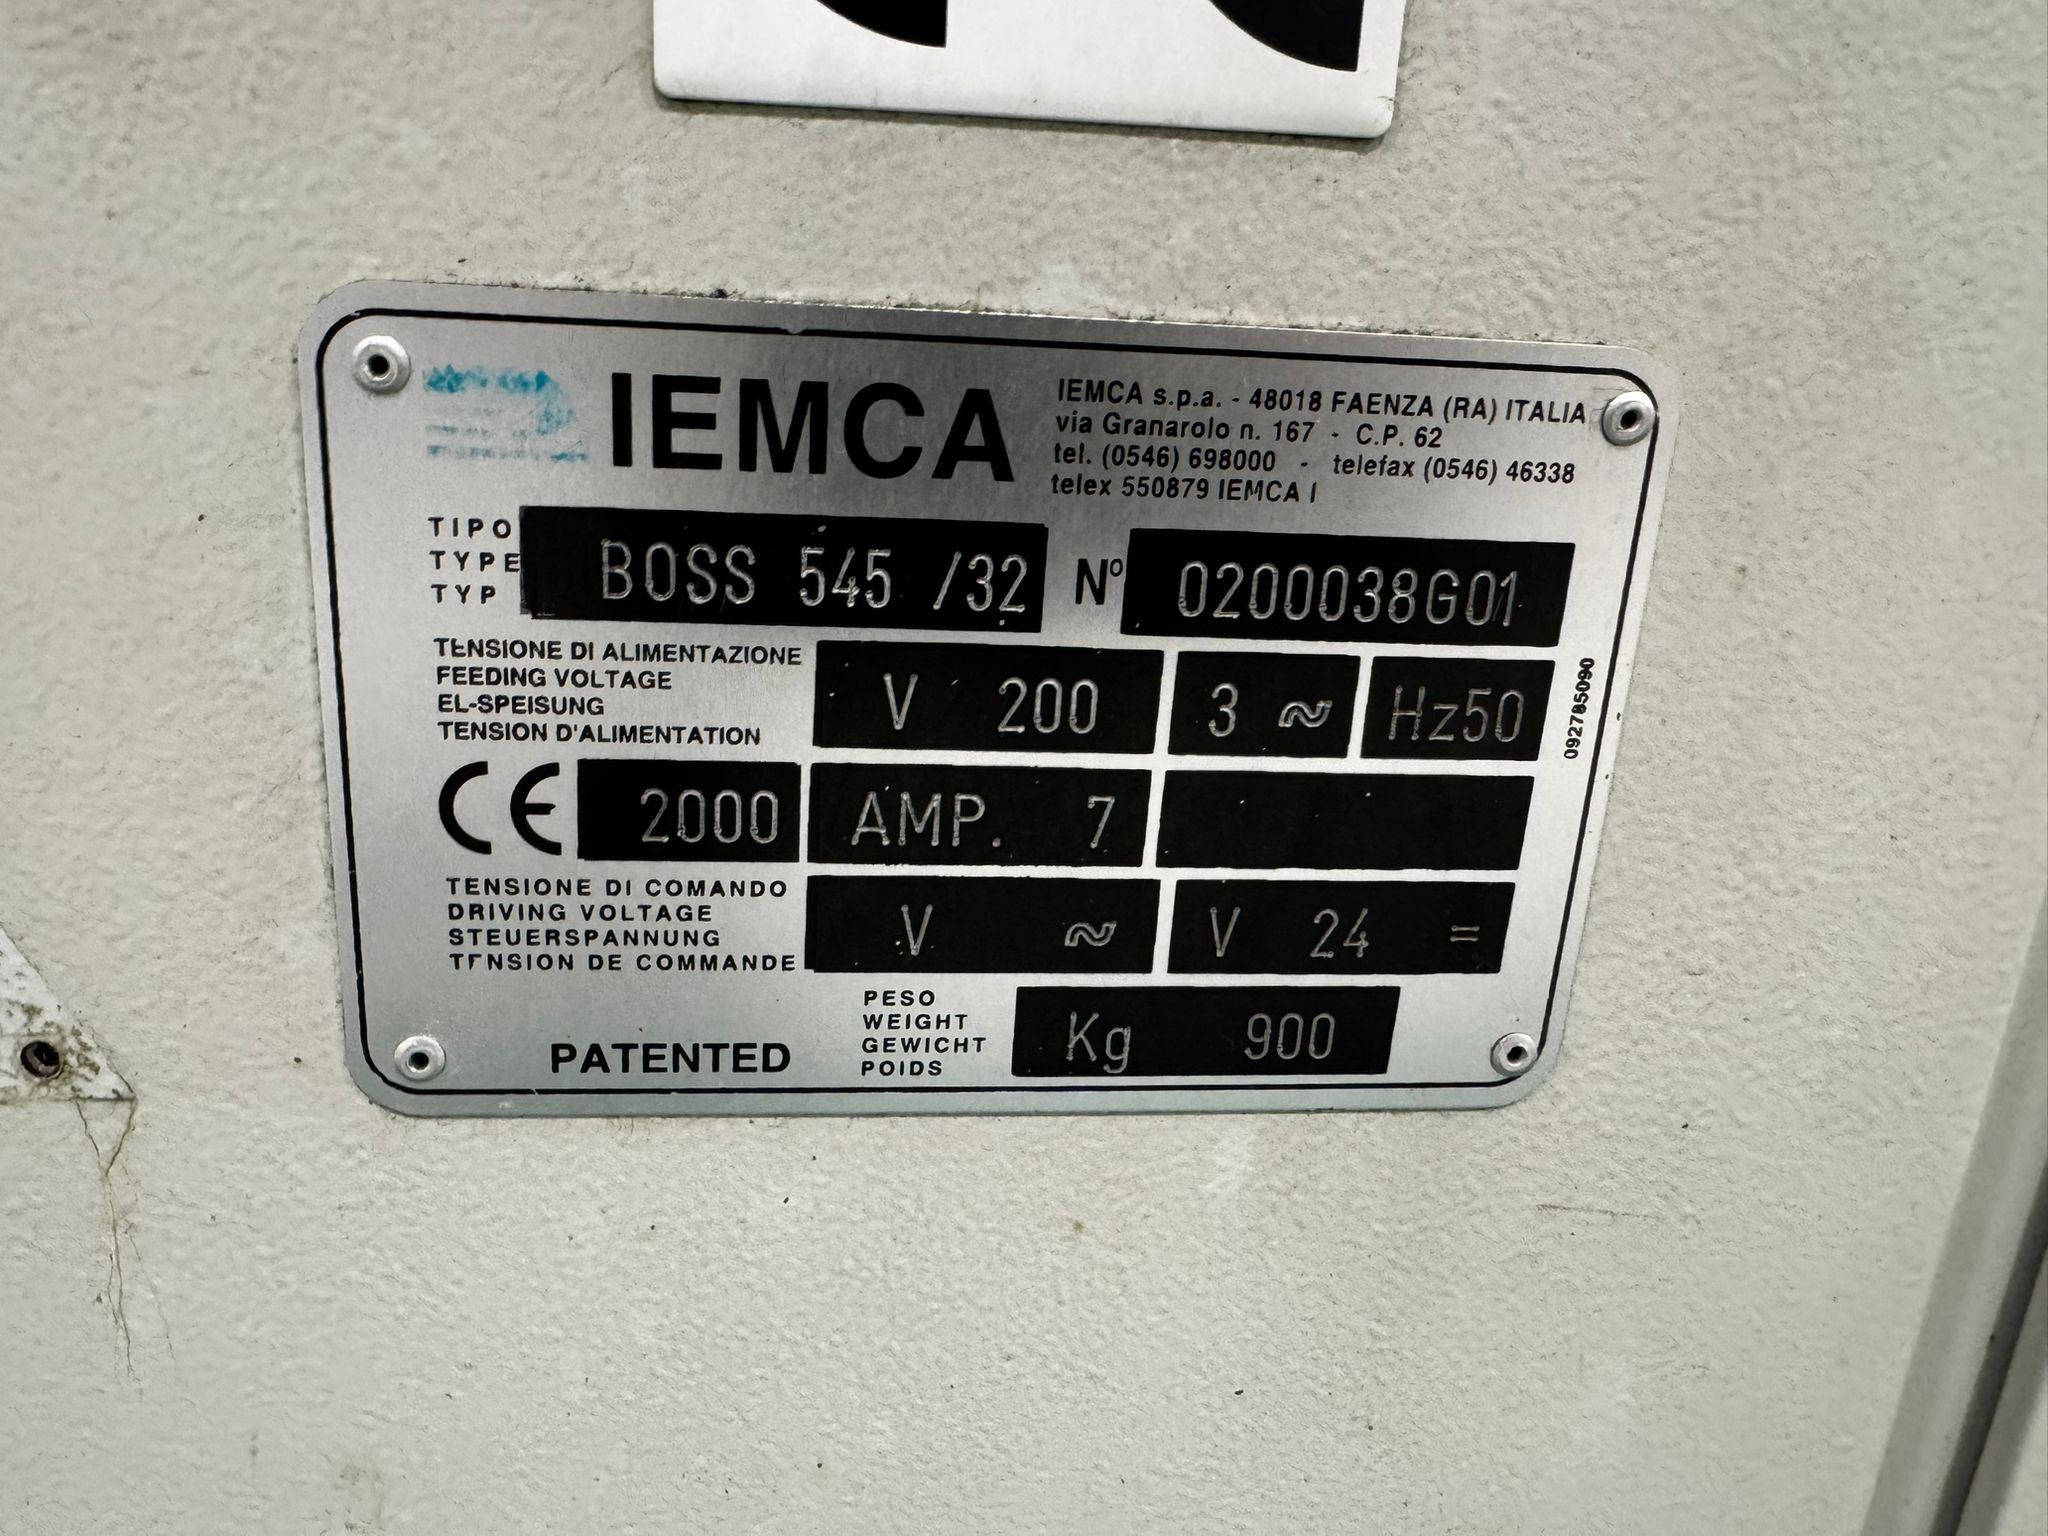 IEMCA
IEMCA s.p.a. - 48018 FAENZA (RA) ITALIA
via Granarolo n. 167 - C.P. 62
tel. (0546) 698000 - telefax (0546) 46338
telex 550879 IEMCA I
TIPO
TYPE
TYP
BOSS 545 /32
Nº 0200038G01
TENSIONE DI ALIMENTAZIONE
FEEDING VOLTAGE
EL-SPEISUNG
TENSION D'ALIMENTATION
V 200
3 ~
Hz50
092785090
CE 2000
AMP. 7
TENSIONE DI COMANDO
DRIVING VOLTAGE
STEUERSPANNUNG
TENSION DE COMMANDE
V ~
V 24 =
PATENTED
PESO
WEIGHT
GEWICHT
POIDS
Kg 900